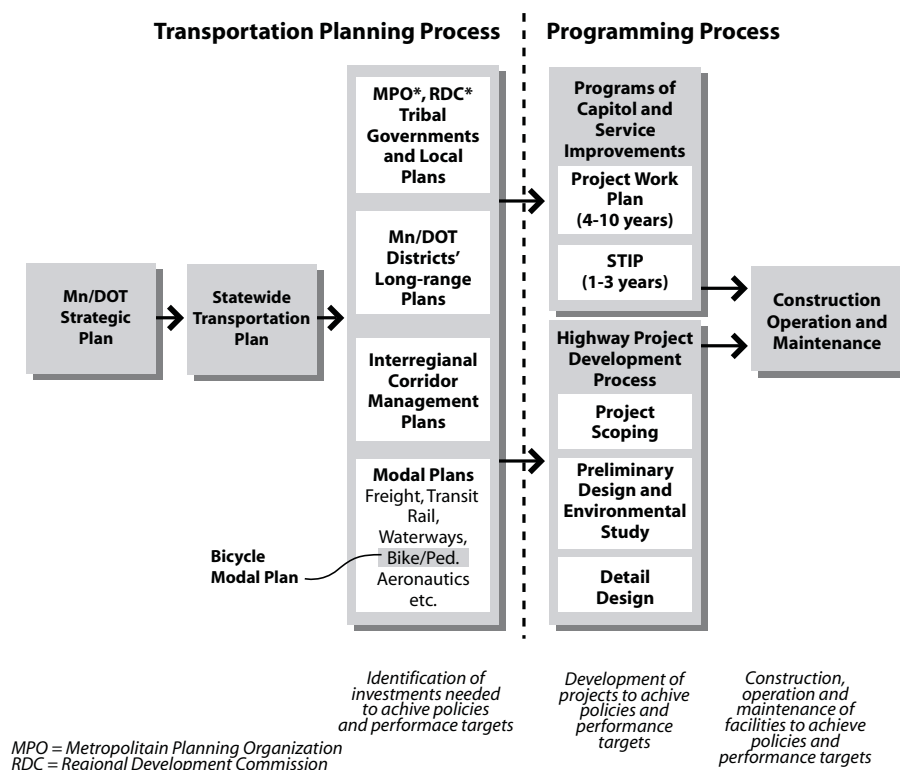 Transportation Planning Process
Programming Process
Mn/DOT
Strategic
Plan
Statewide
Transportation
Plan
MPO*, RDC*
Tribal
Governments
and Local
Plans
Mn/DOT
Districts’
Long-range
Plans
Interregianal
Corridor
Management
Plans
Modal Plans
Freight, Transit
Rail,
Waterways,
Bike/Ped.
Aeronautics
etc.
Bicycle
Modal Plan
Programs of
Capitol and
Service
Improvements
Project Work
Plan
(4-10 years)
STIP
(1-3 years)
Highway Project
Development
Process
Project
Scoping
Preliminary
Design and
Environmental
Study
Detail
Design
Construction
Operation and
Maintenance
Identification of
investments needed
to achive policies
and performace targets
Development of
projects to achive
policies and
performance
targets
Construction,
operation and
maintenance of
facilities to achieve
policies and
performance targets
MPO = Metropolitain Planning Organization
RDC = Regional Development Commission